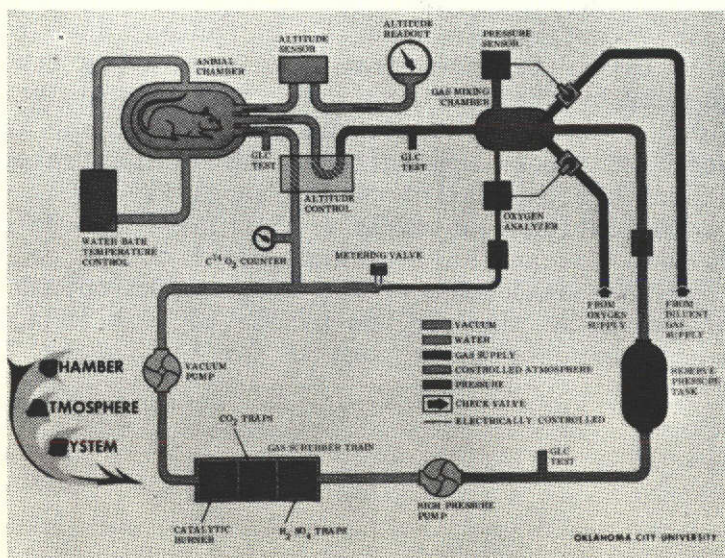 ANIMAL
CHAMBER
ALTITUDE
SENSOR
ALTITUDE
READOUT
PRESSURE
SENSOR
GAS MIXING
CHAMBER
GLC
TEST
GLC
TEST
ALTITUDE
CONTROL
OXYGEN
ANALYZER
WATER BATH
TEMPERATURE
CONTROL
C14 O2 COUNTER
METERING VALVE
FROM
OXYGEN
SUPPLY
FROM
DILUENT
GAS
SUPPLY
VACUUM
WATER
GAS SUPPLY
CONTROLLED ATMOSPHERE
PRESSURE
CHECK VALVE
ELECTRICALLY CONTROLLED
VACUUM
PUMP
RESERVE
PRESSURE
TASK
CHAMBER
ATMOSPHERE
SYSTEM
CO2 TRAPS
GAS SCRUBBER TRAIN
GLC
TEST
CATALYTIC
BURNER
H2 SO4 TRAPS
HIGH PRESSURE
PUMP
OKLAHOMA CITY UNIVERSITY